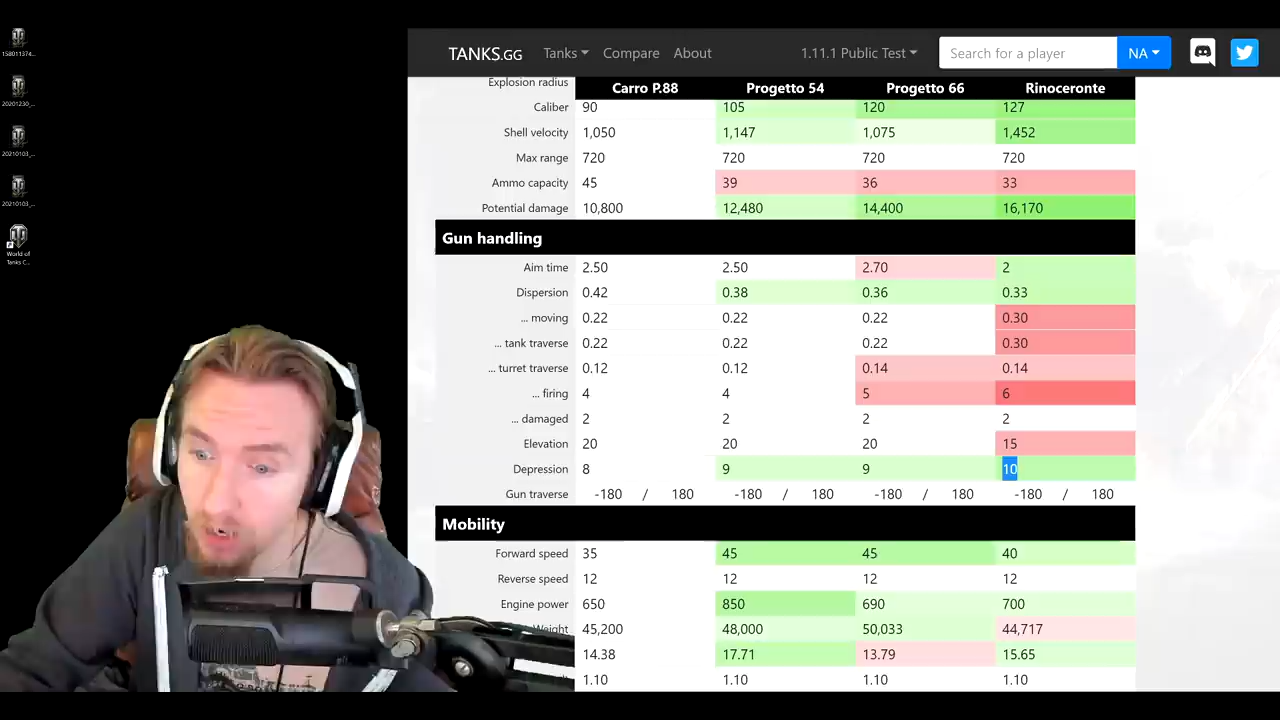 TANKS.GG Tanks Compare About 1.11.1 Public Test Search for a player NA
Explosion radius Carro P.88 Progetto 54 Progetto 66 Rinoceronte
Caliber 90 105 120 127
Shell velocity 1,050 1,147 1,075 1,452
Max range 720 720 720 720
Ammo capacity 45 39 36 33
Potential damage 10,800 12,480 14,400 16,170
Gun handling
Aim time 2.50 2.50 2.70 2
Dispersion 0.42 0.38 0.36 0.33
... moving 0.22 0.22 0.22 0.30
... tank traverse 0.22 0.22 0.22 0.30
... turret traverse 0.12 0.12 0.14 0.14
... firing 4 4 5 6
... damaged 2 2 2 2
Elevation 20 20 20 15
Depression 8 9 9 10
Gun traverse -180 / 180 -180 / 180 -180 / 180 -180 / 180
Mobility
Forward speed 35 45 45 40
Reverse speed 12 12 12 12
Engine power 650 850 690 700
Weight 45,200 48,000 50,033 44,717
14.38 17.71 13.79 15.65
1.10 1.10 1.10 1.10
20201230_...
20210103_...
20210103_...
World of
Tanks C...